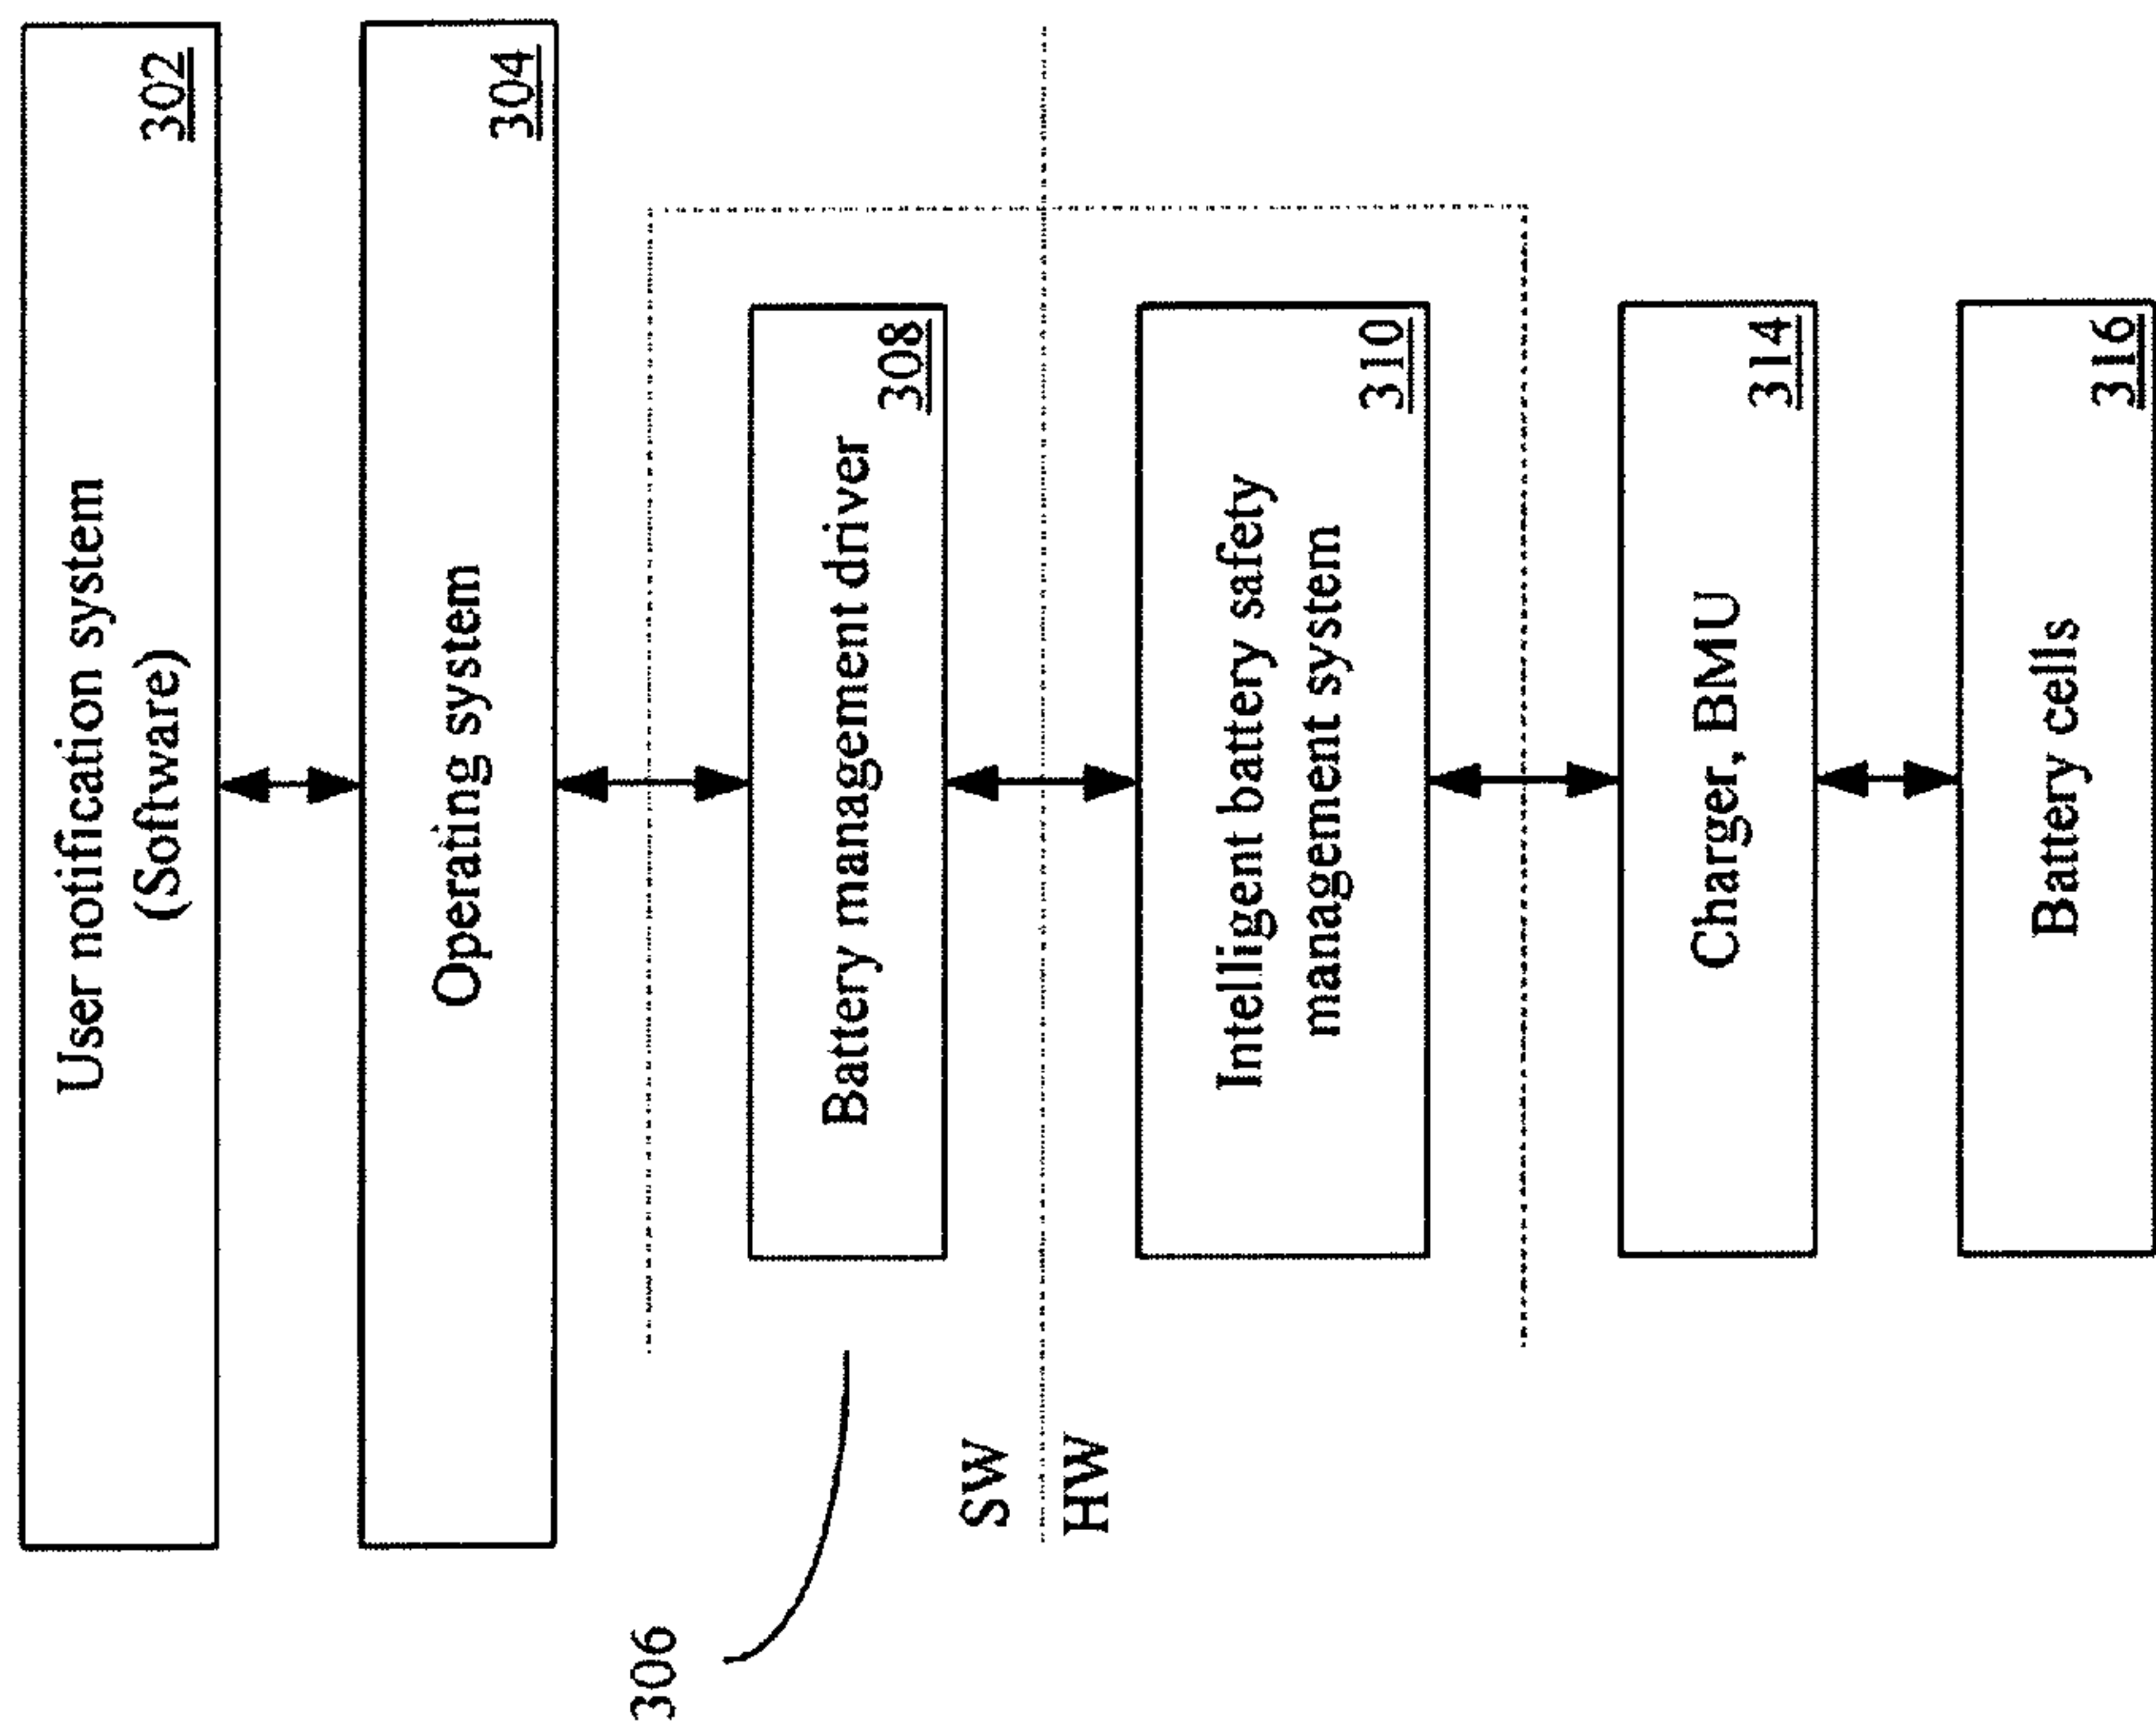 User notification system
(Software)
302
Operating system
304
306
Battery management driver
308
SW
HW
Intelligent battery safety
management system
310
Charger, BMU
314
Battery cells
316